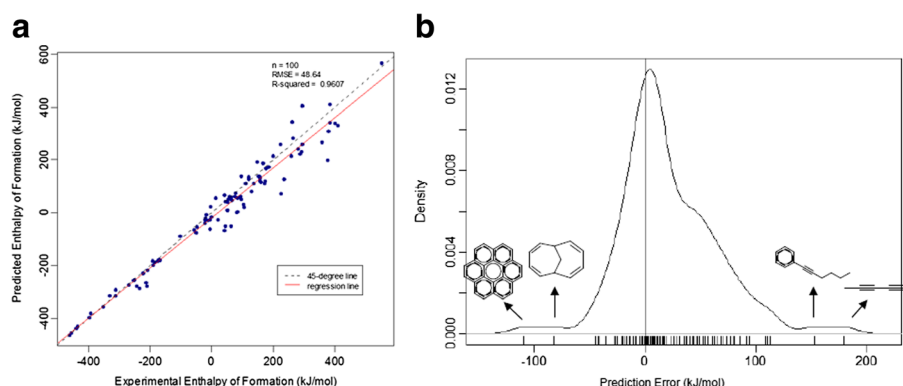 a
b
600
400
200
0
-200
-400
Predicted Enthalpy of Formation (kJ/mol)
n = 100
RMSE = 48.64
R-squared = 0.9607
45-degree line
regression line
-400 -200 0 200 400
Experimental Enthalpy of Formation (kJ/mol)
0.012
0.008
0.004
0.000
Density
-100 0 100 200
Prediction Error (kJ/mol)